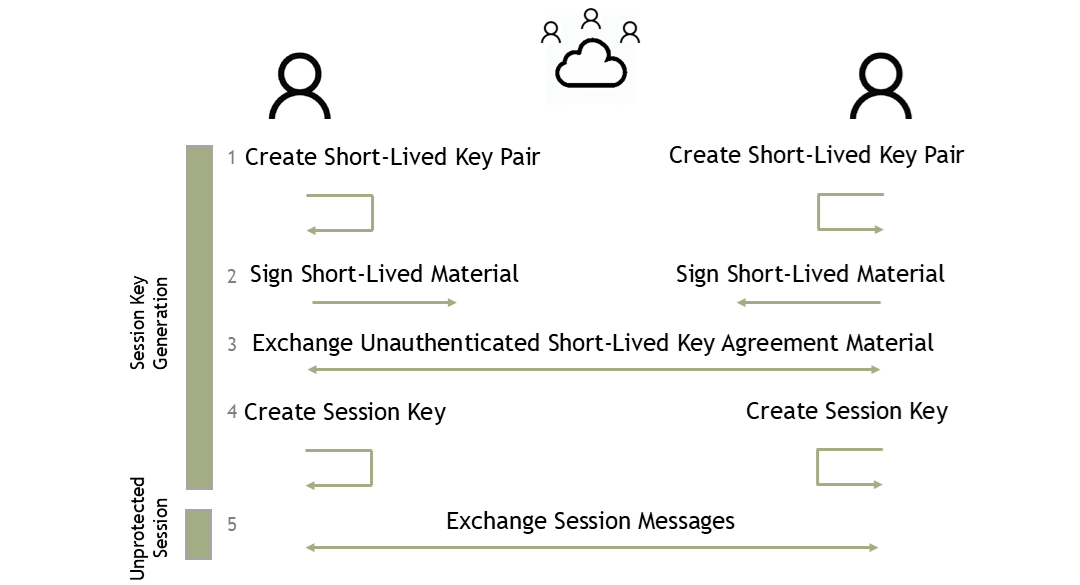 1 Create Short-Lived Key Pair
Create Short-Lived Key Pair
2 Sign Short-Lived Material
Sign Short-Lived Material
3 Exchange Unauthenticated Short-Lived Key Agreement Material
4 Create Session Key
Create Session Key
Session Key
Generation
5 Exchange Session Messages
Unprotected
Session